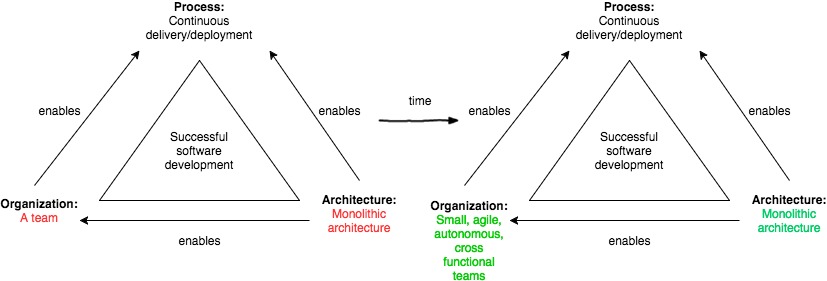 Process:
Continuous
delivery/deployment
enables
enables
Successful
software
development
Organization:
A team
Architecture:
Monolithic
architecture
enables
time
Process:
Continuous
delivery/deployment
enables
enables
Successful
software
development
Organization:
Small, agile,
autonomous,
cross
functional
teams
Architecture:
Monolithic
architecture
enables